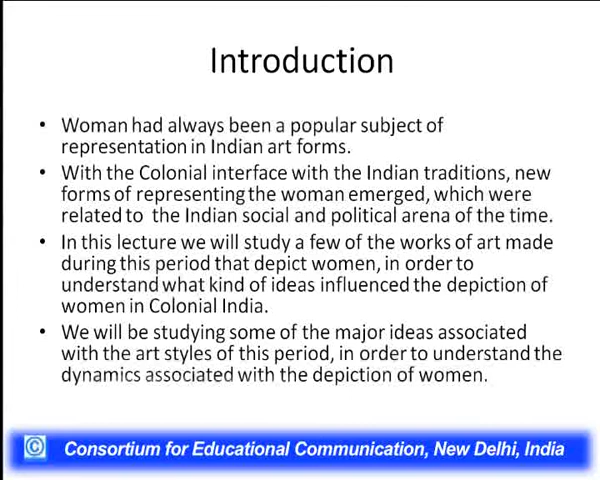 Introduction
• Woman had always been a popular subject of
representation in Indian art forms.
• With the Colonial interface with the Indian traditions, new
forms of representing the woman emerged, which were
related to the Indian social and political arena of the time.
• In this lecture we will study a few of the works of art made
during this period that depict women, in order to
understand what kind of ideas influenced the depiction of
women in Colonial India.
• We will be studying some of the major ideas associated
with the art styles of this period, in order to understand the
dynamics associated with the depiction of women.
© Consortium for Educational Communication, New Delhi, India